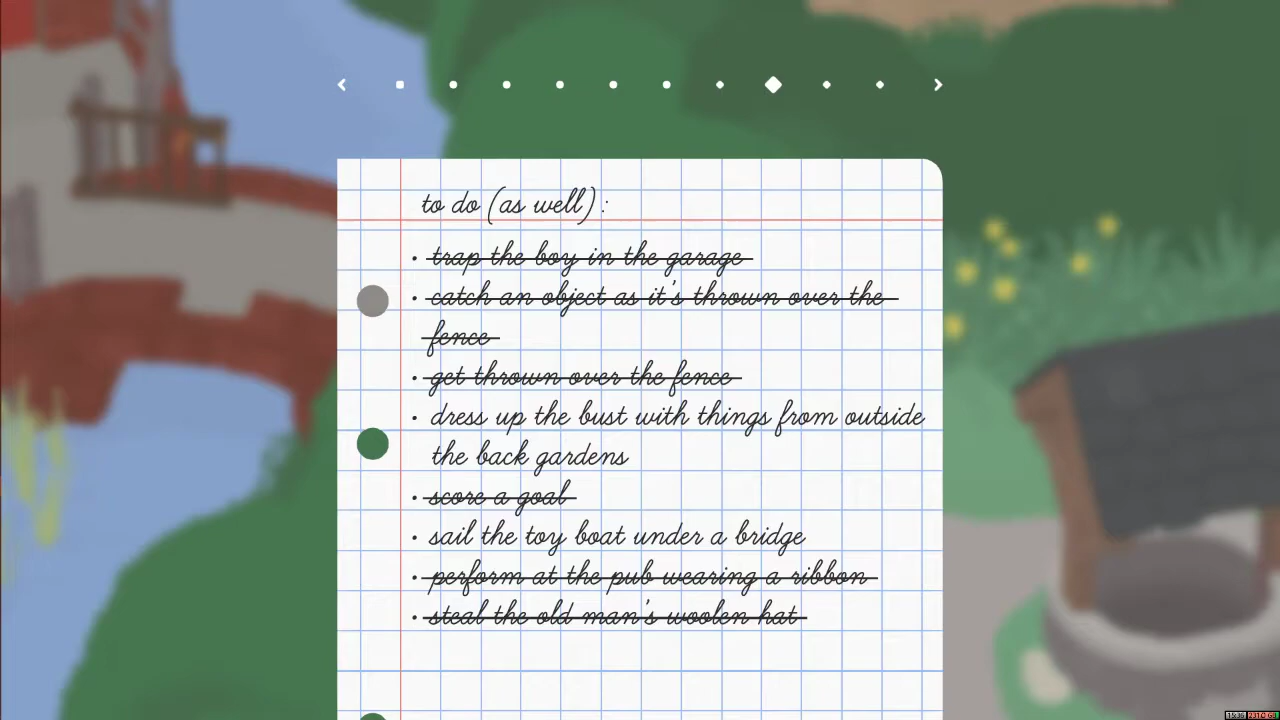 to do (as well):
• trap the boy in the garage
• catch an object as it's thrown over the
fence
• get thrown over the fence
• dress up the bust with things from outside
the back gardens
• score a goal
• sail the toy boat under a bridge
• perform at the pub wearing a ribbon
• steal the old man's woolen hat